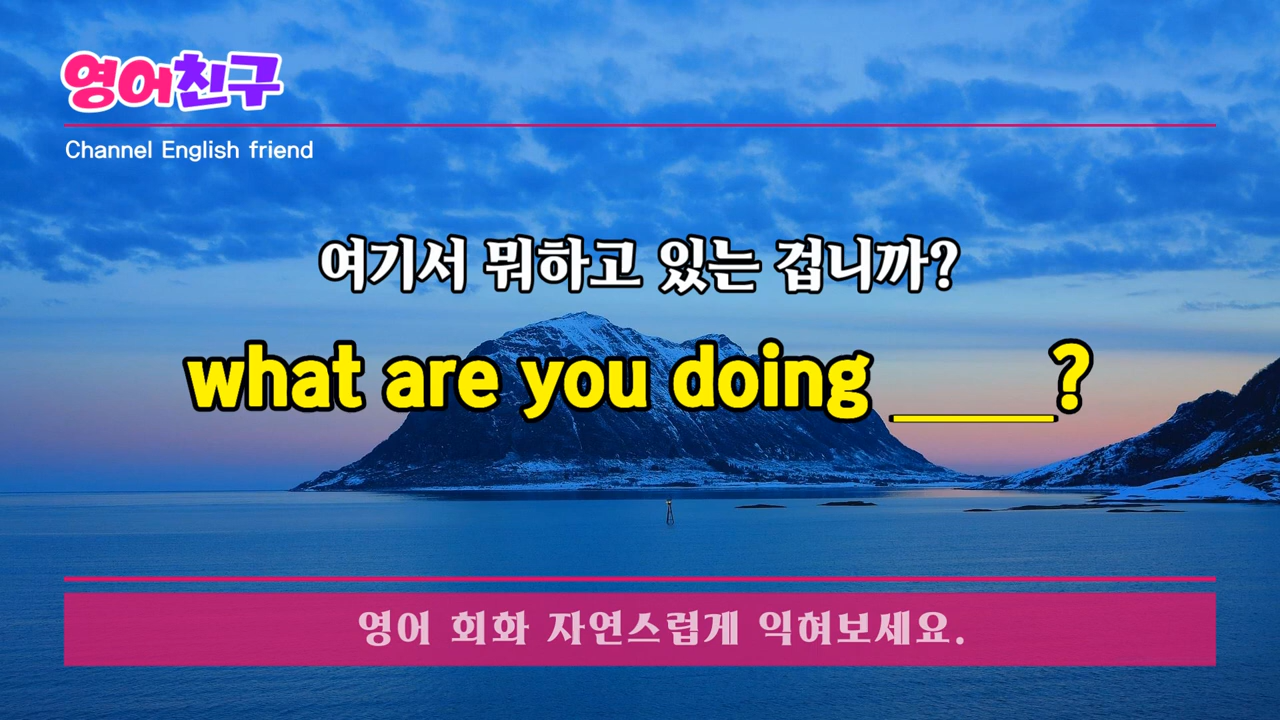 영어친구
Channel English friend
여기서 뭐하고 있는 겁니까?
what are you doing ____?
영어 회화 자연스럽게 익혀보세요.